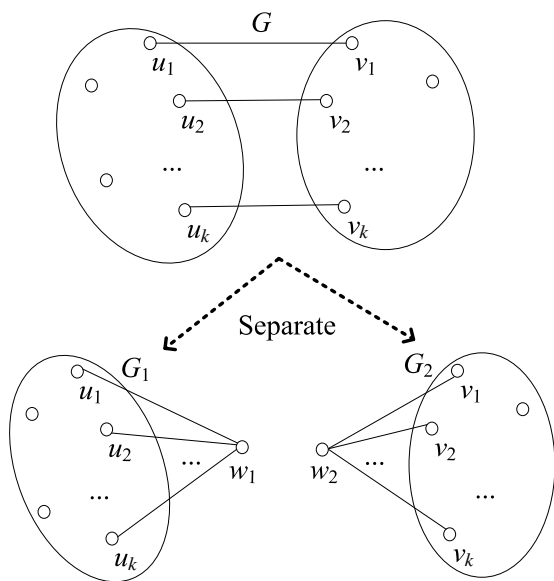 G
u₁ v₁
u₂ v₂
... ...
uₖ vₖ
Separate
G₁ G₂
u₁ v₁
u₂ v₂
... w₁ w₂ ...
... ...
uₖ vₖ